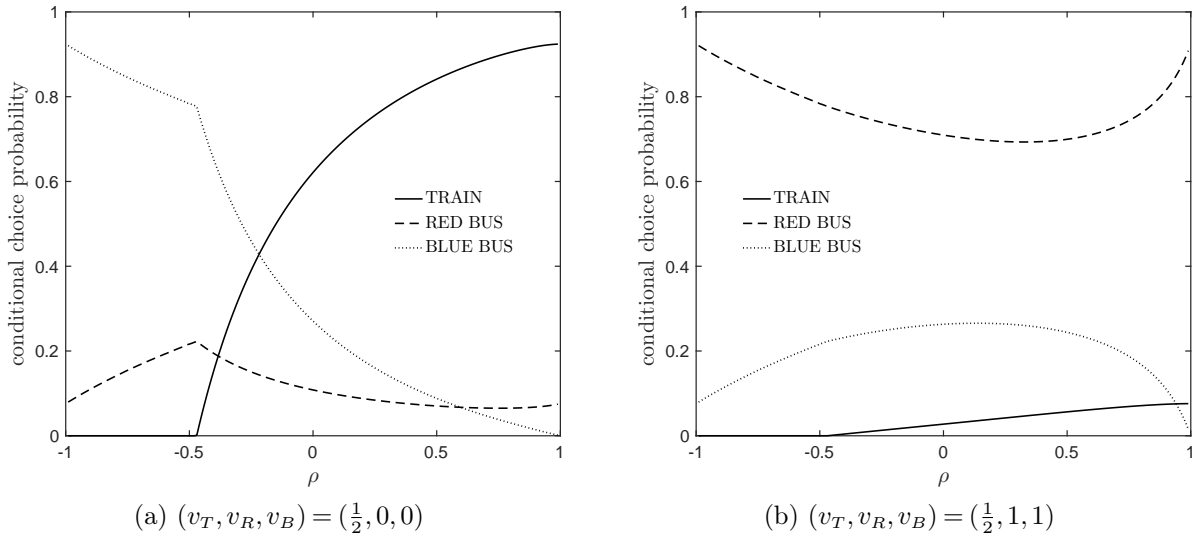 conditional choice probability
1
0.8
0.6
0.4
0.2
0
-1
-0.5
0
0.5
1
ρ
TRAIN
RED BUS
BLUE BUS
(a) (v_T, v_R, v_B) = (1/2, 0, 0)
conditional choice probability
1
0.8
0.6
0.4
0.2
0
-1
-0.5
0
0.5
1
ρ
TRAIN
RED BUS
BLUE BUS
(b) (v_T, v_R, v_B) = (1/2, 1, 1)